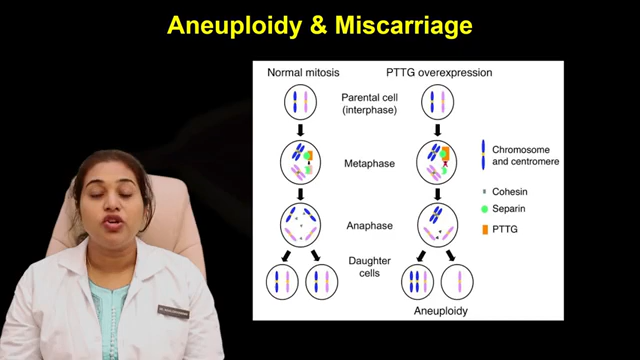 Aneuploidy & Miscarriage
Normal mitosis
PTTG overexpression
Parental cell
(interphase)
Metaphase
Anaphase
Daughter
cells
Aneuploidy
Chromosome
and centromere
Cohesin
Separin
PTTG